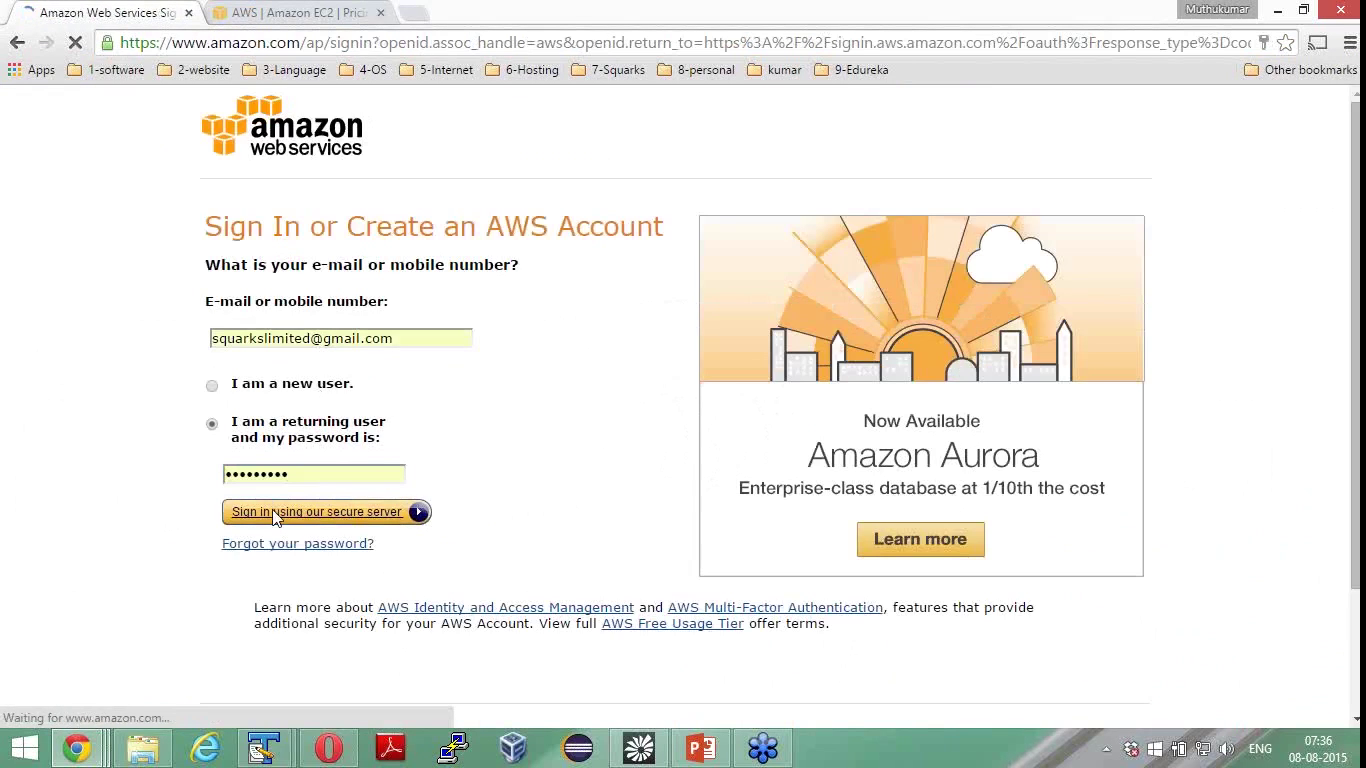 Amazon Web Services Sig
AWS | Amazon EC2 | Prici
Muthukumar
https://www.amazon.com/ap/signin?openid.assoc_handle=aws&openid.return_to=https%3A%2F%2Fsignin.aws.amazon.com%2Foauth%3Fresponse_type%3Dcod
Apps
1-software
2-website
3-Language
4-OS
5-Internet
6-Hosting
7-Squarks
8-personal
kumar
9-Edureka
Other bookmarks
amazon
web services
Sign In or Create an AWS Account
What is your e-mail or mobile number?
E-mail or mobile number:
squarkslimited@gmail.com
I am a new user.
I am a returning user
and my password is:
•••••••••
Sign in using our secure server
Forgot your password?
Now Available
Amazon Aurora
Enterprise-class database at 1/10th the cost
Learn more
Learn more about AWS Identity and Access Management and AWS Multi-Factor Authentication, features that provide
additional security for your AWS Account. View full AWS Free Usage Tier offer terms.
Waiting for www.amazon.com...
ENG
07:36
08-08-2015